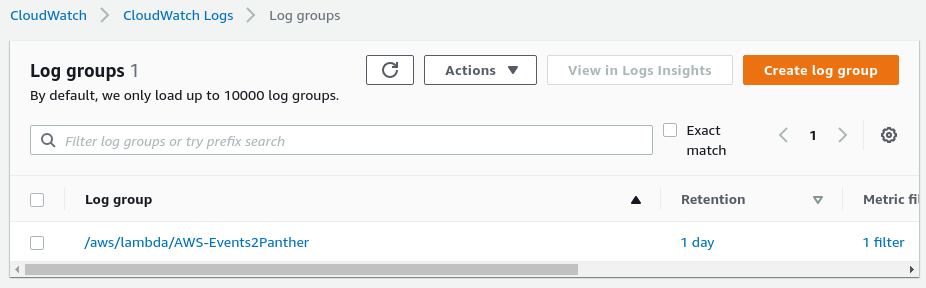 CloudWatch > CloudWatch Logs > Log groups
Log groups 1
By default, we only load up to 10000 log groups.
Actions
View in Logs Insights
Create log group
Filter log groups or try prefix search
Exact
match
1
Log group
Retention
Metric fil
/aws/lambda/AWS-Events2Panther
1 day
1 filter